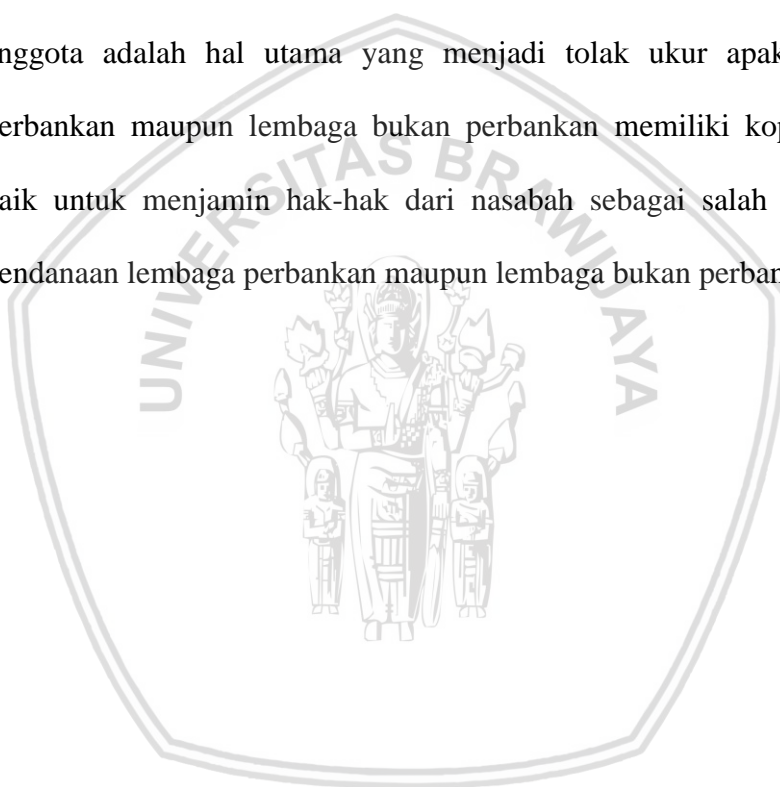 nggota adalah hal utama yang menjadi tolak ukur apak
erbankan maupun lembaga bukan perbankan memiliki kop
aik untuk menjamin hak-hak dari nasabah sebagai salah
endanaan lembaga perbankan maupun lembaga bukan perban
UNIVERSITAS BRAWIJAYA